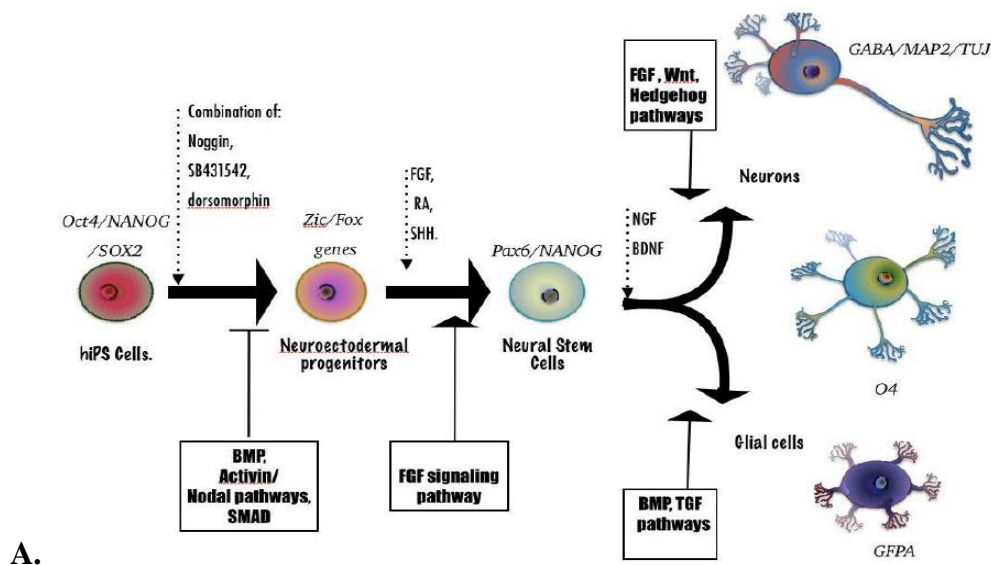 Combination of:
Noggin,
SB431542,
dorsomorphin
Oct4/NANOG
/SOX2
hiPS Cells.
BMP,
Activin/
Nodal pathways,
SMAD
Zic/Fox
genes
Neuroectodermal
progenitors
FGF,
RA,
SHH.
FGF signaling
pathway
Pax6/NANOG
Neural Stem
Cells
NGF
BDNF
FGF , Wnt,
Hedgehog
pathways
GABA/MAP2/TUJ
Neurons
O4
Glial cells
BMP, TGF
pathways
GFPA
A.